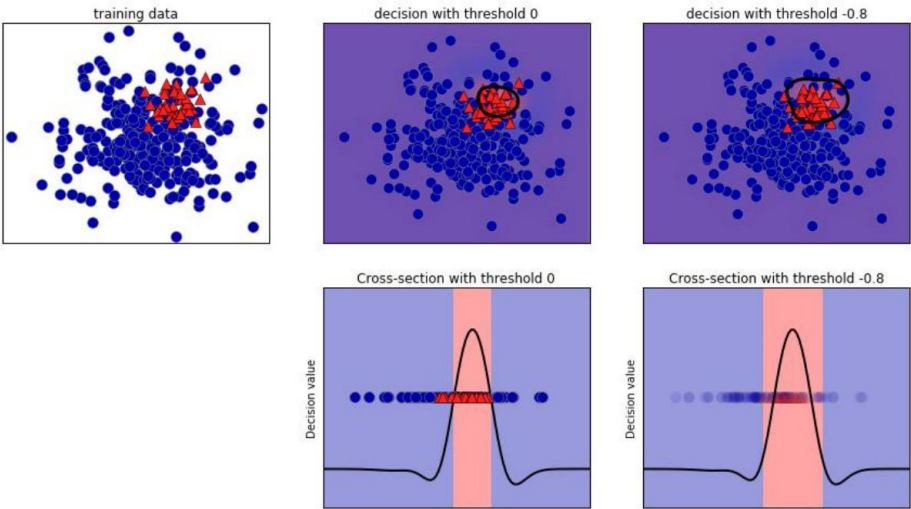 training data
decision with threshold 0
decision with threshold -0.8
Cross-section with threshold 0
Cross-section with threshold -0.8
Decision value
Decision value